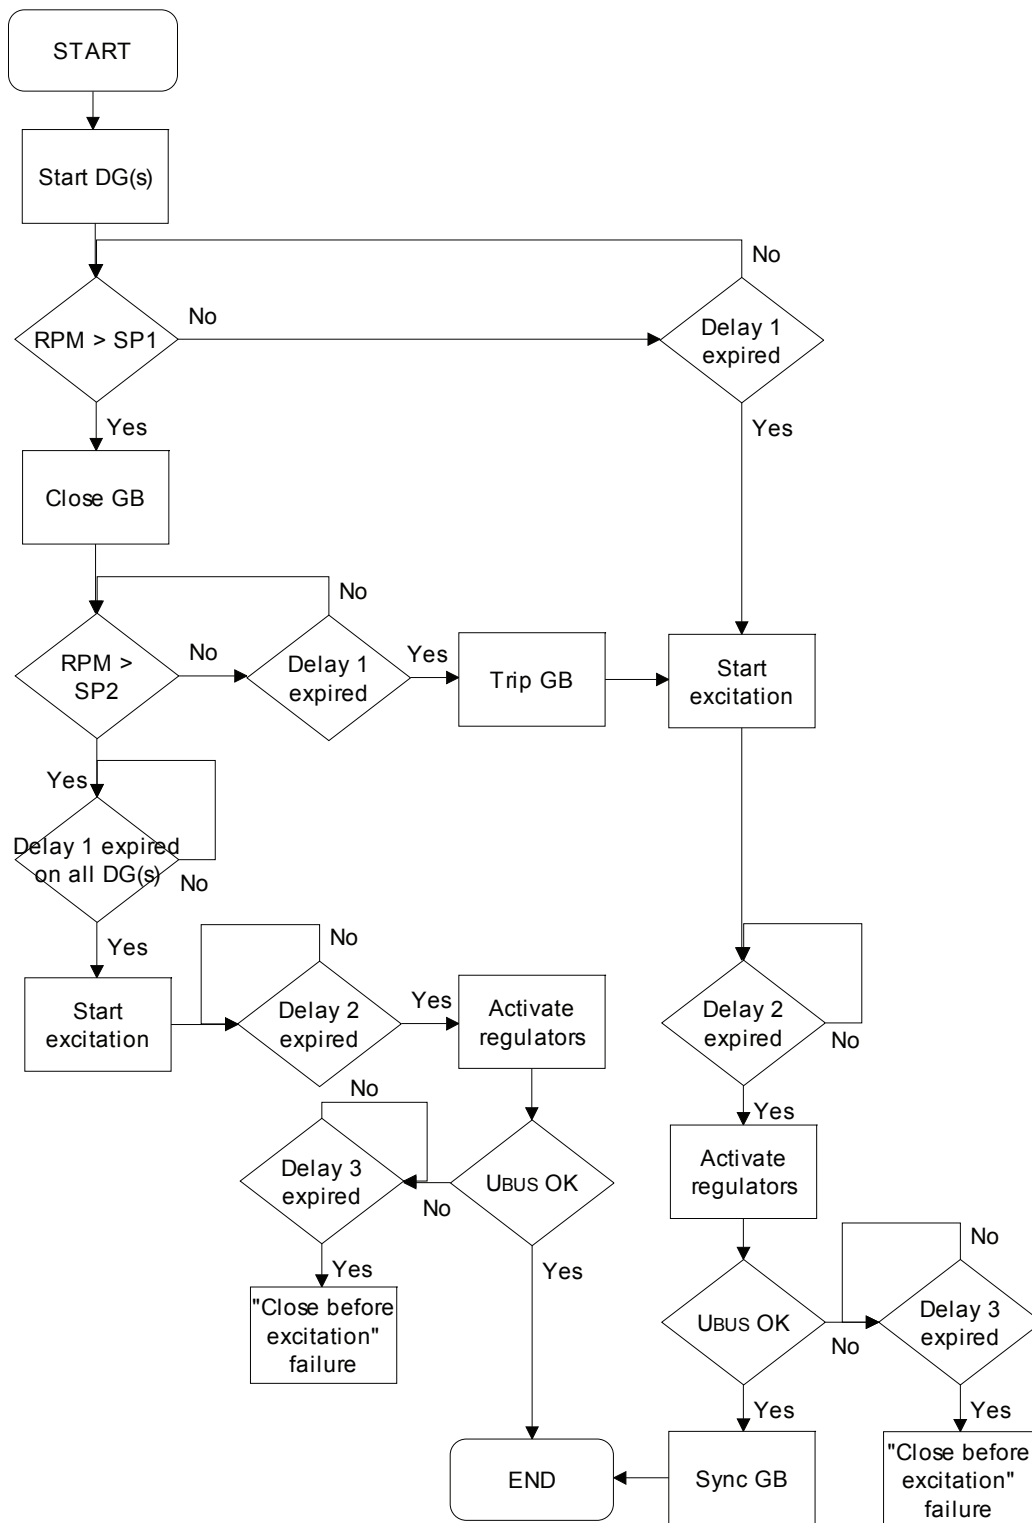 START
Start DG(s)
No
RPM > SP1
No
Delay 1
expired
Yes
Yes
Close GB
No
RPM >
SP2
No
Delay 1
expired
Yes
Trip GB
Start
excitation
Yes
Delay 1 expired
on all DG(s)
No
Yes
No
Start
excitation
Delay 2
expired
Yes
Activate
regulators
Delay 2
expired
No
No
Yes
Delay 3
expired
No
UBUS OK
Activate
regulators
Yes
Yes
No
"Close before
excitation"
failure
UBUS OK
No
Delay 3
expired
Yes
Yes
END
Sync GB
"Close before
excitation"
failure